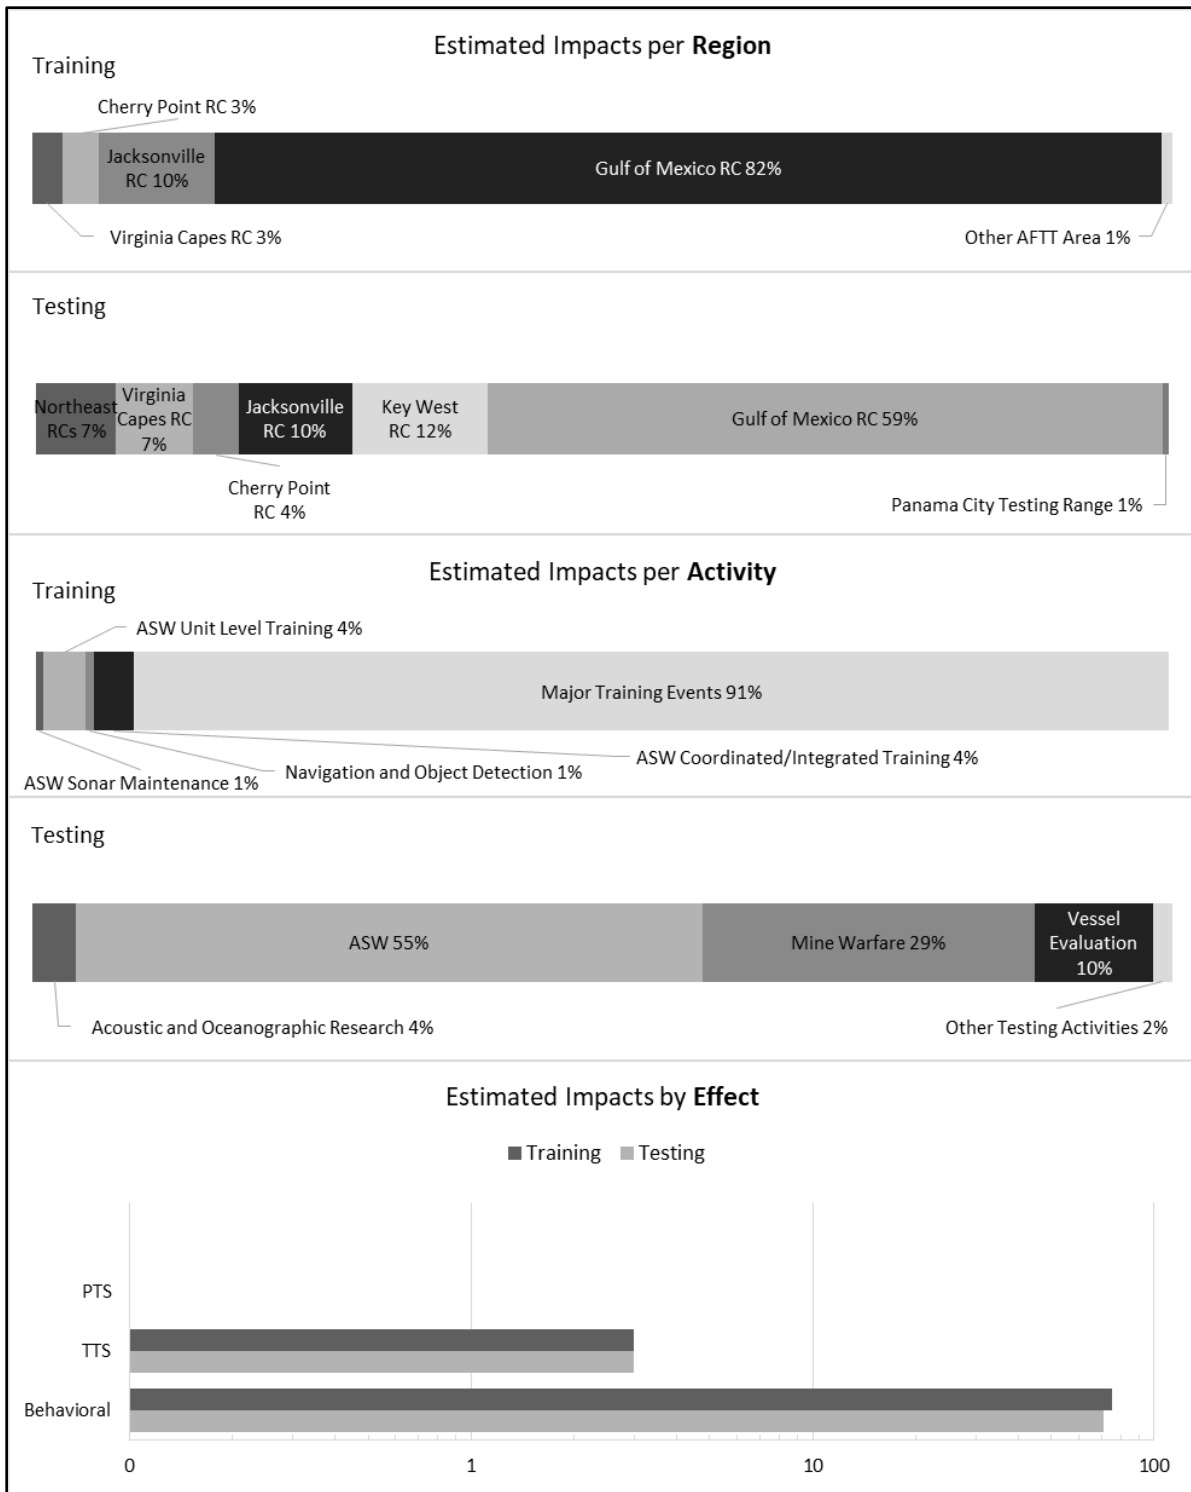 Estimated Impacts per Region
Training
Cherry Point RC 3%
Jacksonville
RC 10%
Gulf of Mexico RC 82%
Virginia Capes RC 3%
Other AFTT Area 1%
Testing
Northeast
RCs 7%
Virginia
Capes RC
7%
Jacksonville
RC 10%
Key West
RC 12%
Gulf of Mexico RC 59%
Cherry Point
RC 4%
Panama City Testing Range 1%
Estimated Impacts per Activity
Training
ASW Unit Level Training 4%
Major Training Events 91%
ASW Coordinated/Integrated Training 4%
Navigation and Object Detection 1%
ASW Sonar Maintenance 1%
Testing
ASW 55%
Mine Warfare 29%
Vessel
Evaluation
10%
Acoustic and Oceanographic Research 4%
Other Testing Activities 2%
Estimated Impacts by Effect
Training Testing
PTS
TTS
Behavioral
0 1 10 100